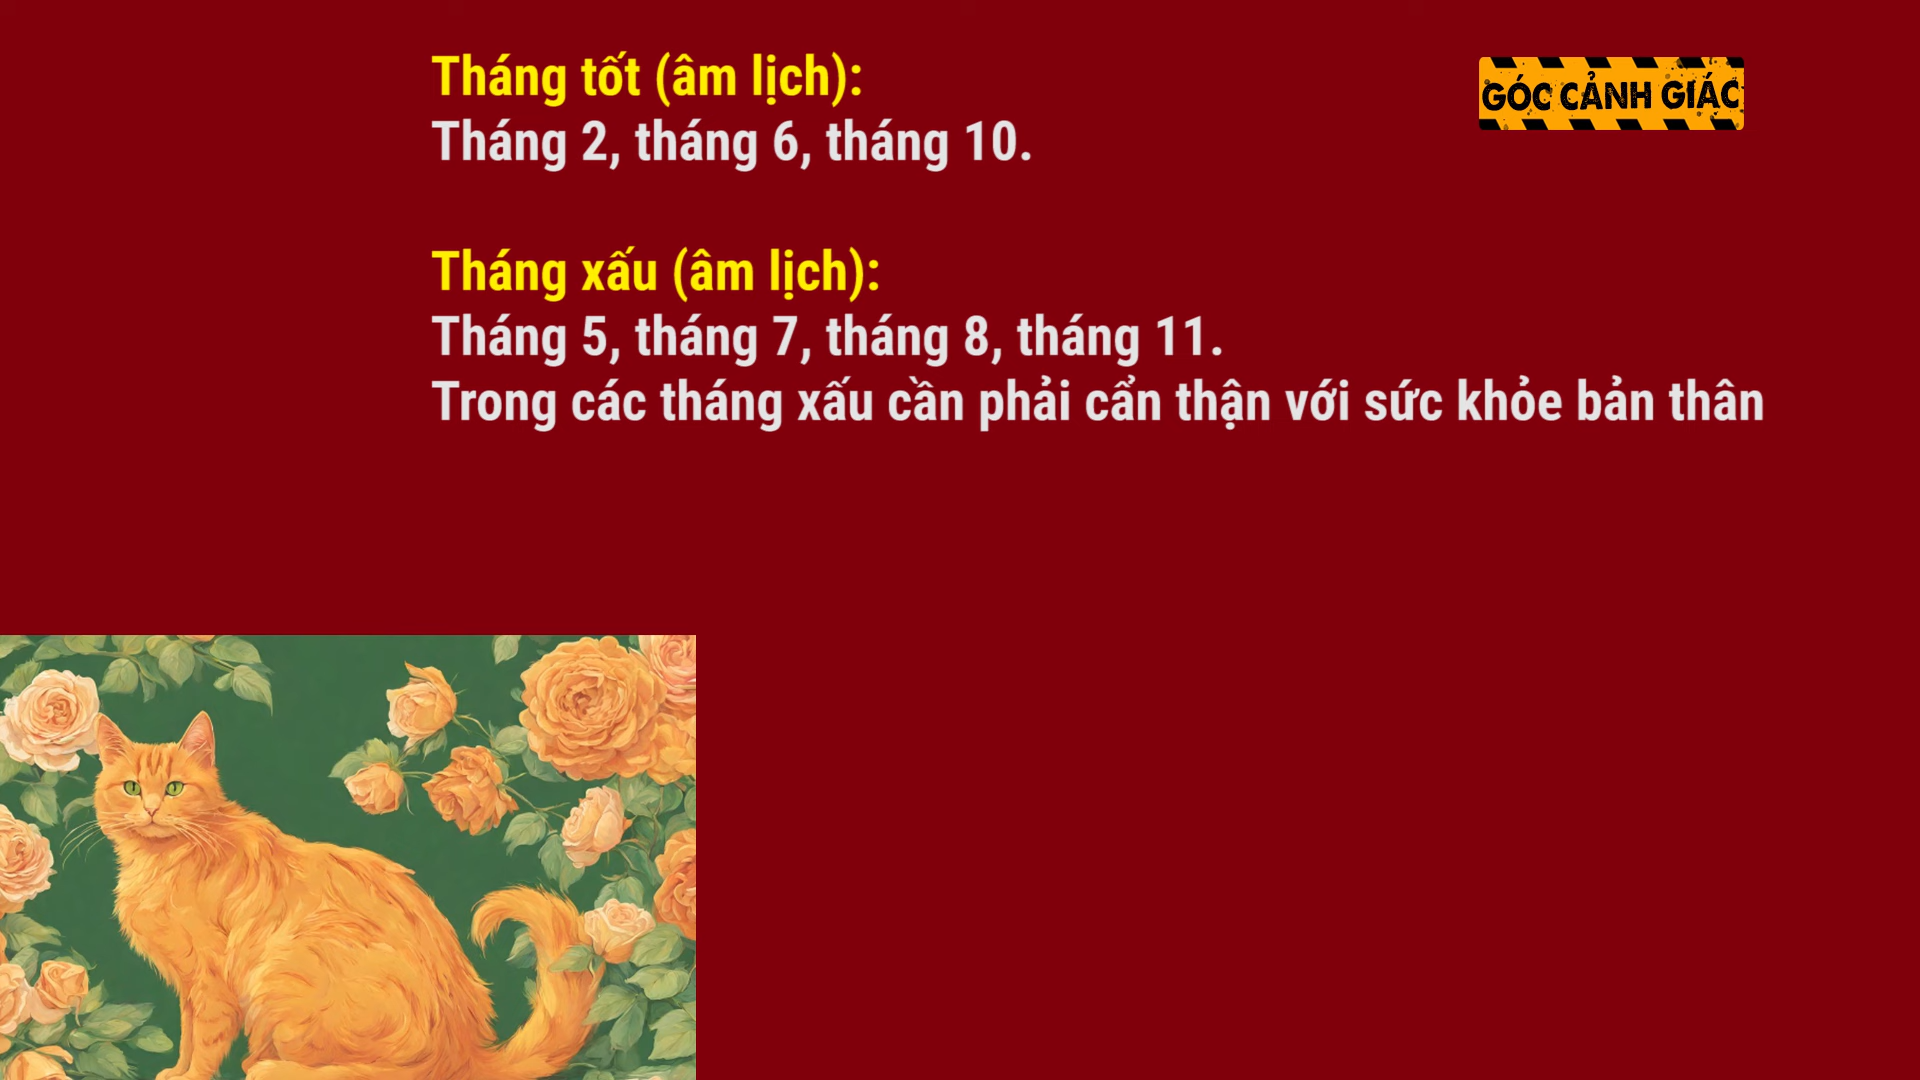 Tháng tốt (âm lịch):
GÓC CẢNH GIÁC
Tháng 2, tháng 6, tháng 10.
Tháng xấu (âm lịch):
Tháng 5, tháng 7, tháng 8, tháng 11.
Trong các tháng xấu cần phải cẩn thận với sức khỏe bản thân